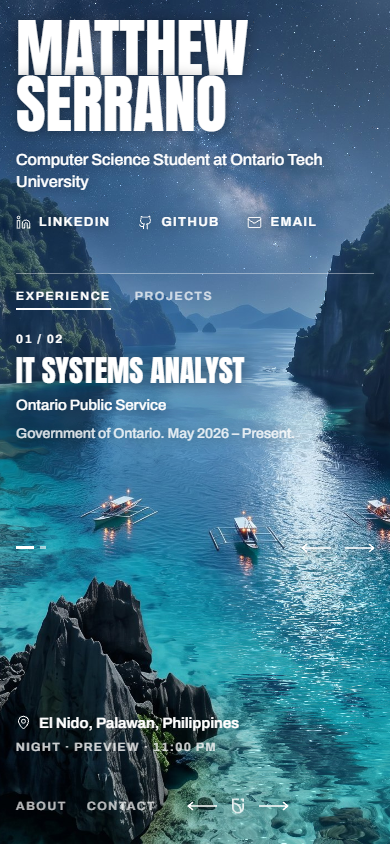 MATTHEW
SERRANO
Computer Science Student at Ontario Tech
University
LINKEDIN GITHUB EMAIL
EXPERIENCE PROJECTS
01 / 02
IT SYSTEMS ANALYST
Ontario Public Service
Government of Ontario. May 2026 – Present.
El Nido, Palawan, Philippines
NIGHT · PREVIEW · 11:00 PM
ABOUT CONTACT